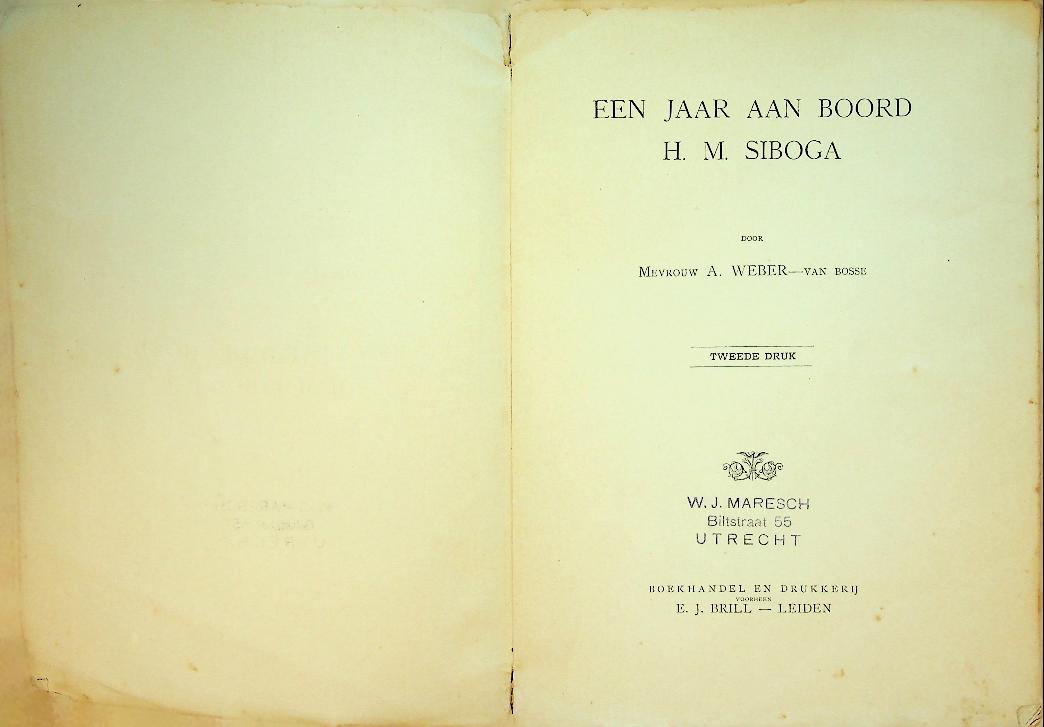 EEN JAAR AAN BOORD
H. M. SIBOGA
DOOR
MEVROUW A. WEBER—VAN BOSSE
TWEEDE DRUK
W. J. MARESCH
Biltstraat 55
UTRECHT
BOEKHANDEL EN DRUKKERIJ
VOORHEEN
E. J. BRILL — LEIDEN